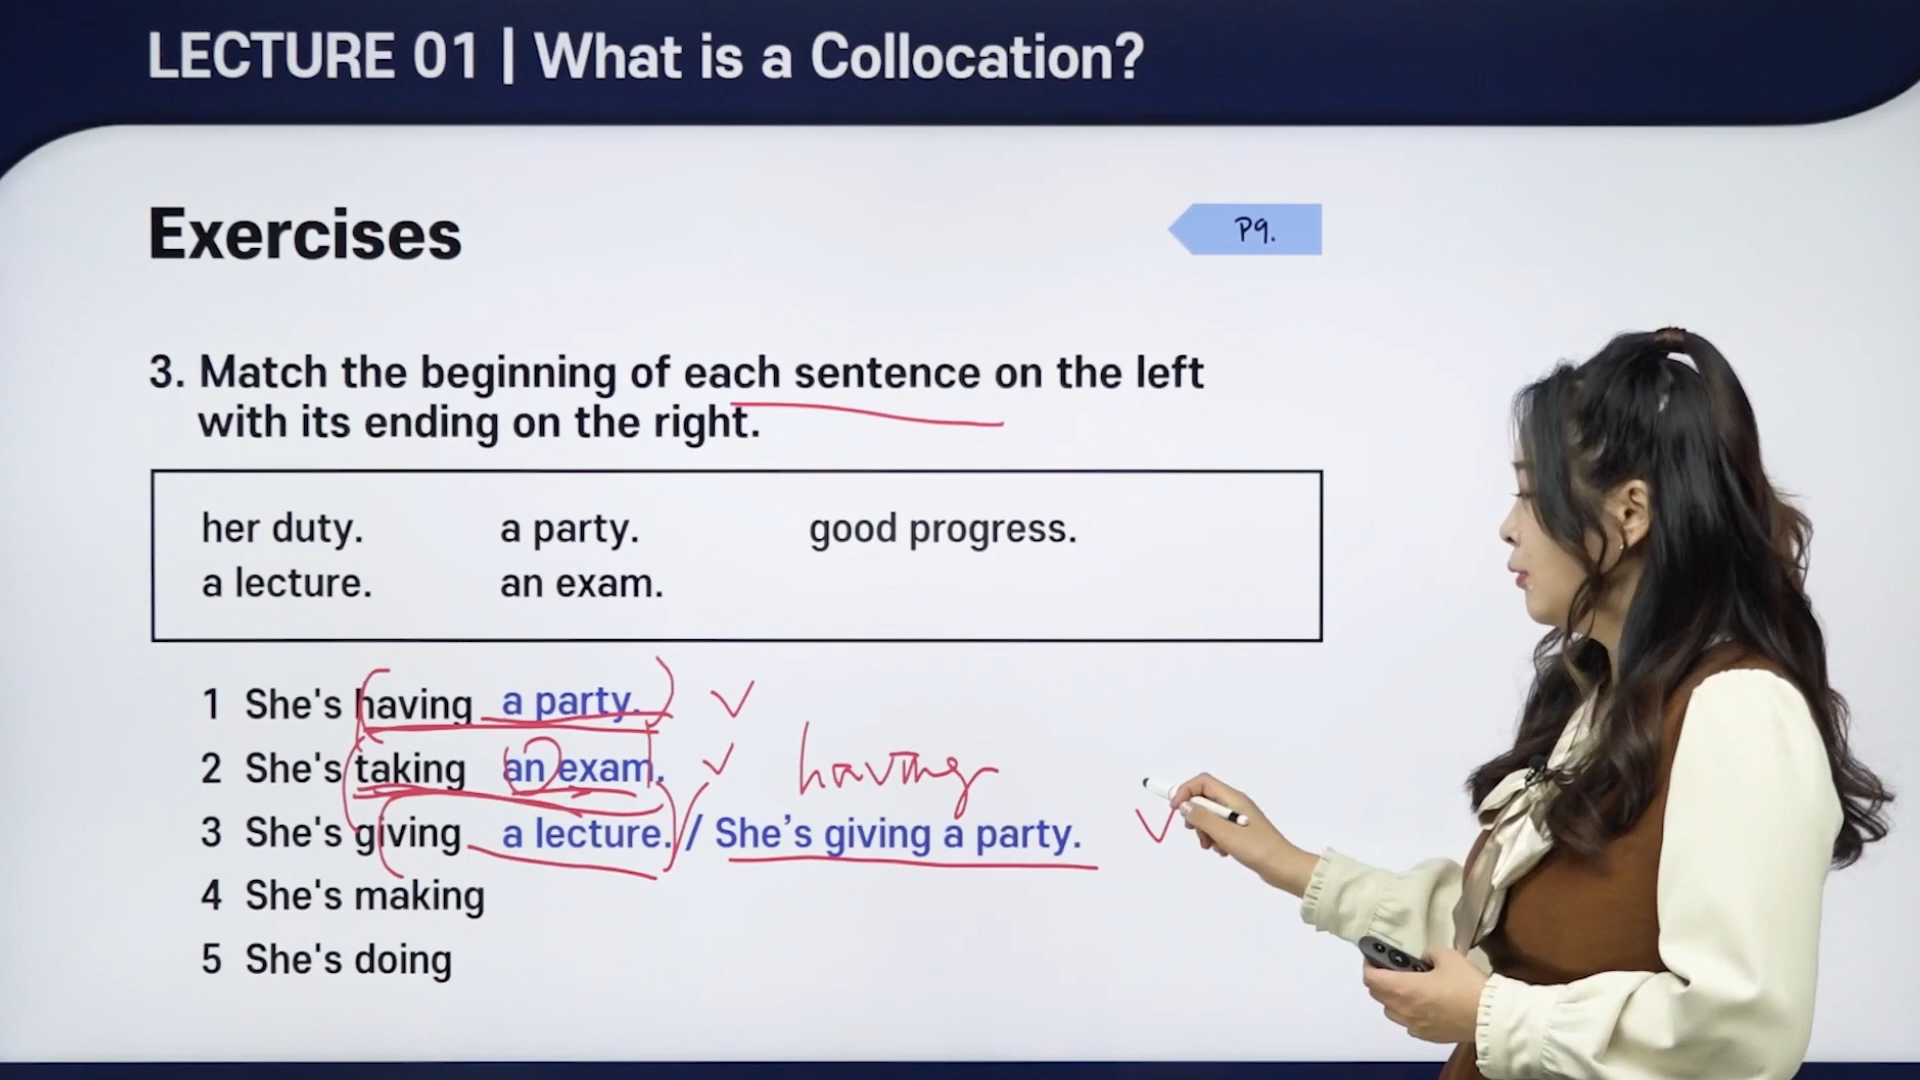 LECTURE 01 | What is a Collocation?
Exercises
P9.
3. Match the beginning of each sentence on the left
with its ending on the right.
her duty. a party. good progress.
a lecture. an exam.
1 She's having a party.
2 She's taking an exam. having
3 She's giving a lecture. / She's giving a party.
4 She's making
5 She's doing